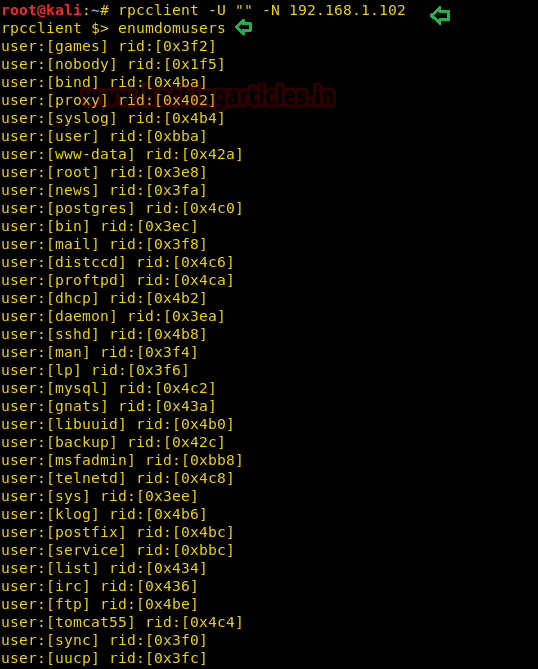 root@kali:~# rpcclient -U "" -N 192.168.1.102
rpcclient $> enumdomusers
user:[games] rid:[0x3f2]
user:[nobody] rid:[0x1f5]
user:[bind] rid:[0x4ba]
user:[proxy] rid:[0x402]
user:[syslog] rid:[0x4b4]
user:[user] rid:[0xbba]
user:[www-data] rid:[0x42a]
user:[root] rid:[0x3e8]
user:[news] rid:[0x3fa]
user:[postgres] rid:[0x4c0]
user:[bin] rid:[0x3ec]
user:[mail] rid:[0x3f8]
user:[distccd] rid:[0x4c6]
user:[proftpd] rid:[0x4ca]
user:[dhcp] rid:[0x4b2]
user:[daemon] rid:[0x3ea]
user:[sshd] rid:[0x4b8]
user:[man] rid:[0x3f4]
user:[lp] rid:[0x3f6]
user:[mysql] rid:[0x4c2]
user:[gnats] rid:[0x43a]
user:[libuuid] rid:[0x4b0]
user:[backup] rid:[0x42c]
user:[msfadmin] rid:[0xbb8]
user:[telnetd] rid:[0x4c8]
user:[sys] rid:[0x3ee]
user:[klog] rid:[0x4b6]
user:[postfix] rid:[0x4bc]
user:[service] rid:[0xbbc]
user:[list] rid:[0x434]
user:[irc] rid:[0x436]
user:[ftp] rid:[0x4be]
user:[tomcat55] rid:[0x4c4]
user:[sync] rid:[0x3f0]
user:[uucp] rid:[0x3fc]